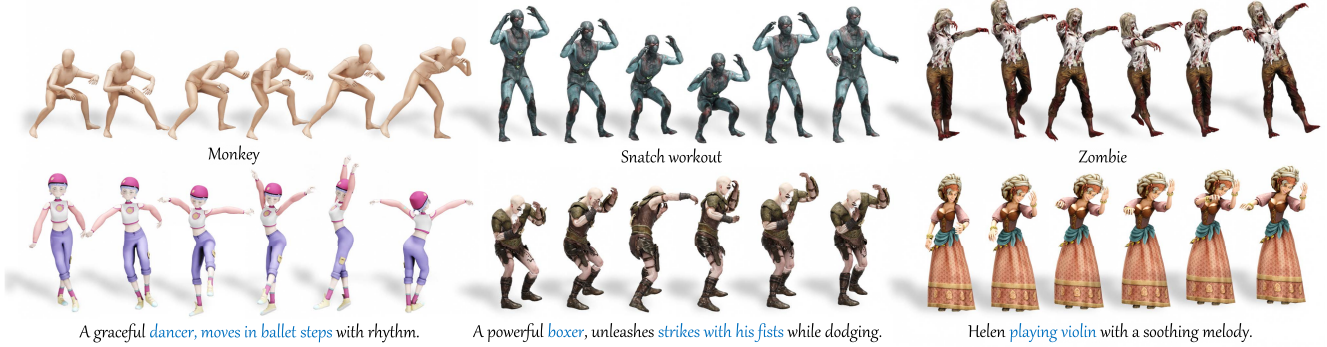 Monkey
Snatch workout
Zombie
A graceful dancer, moves in ballet steps with rhythm.
A powerful boxer, unleashes strikes with his fists while dodging.
Helen playing violin with a soothing melody.